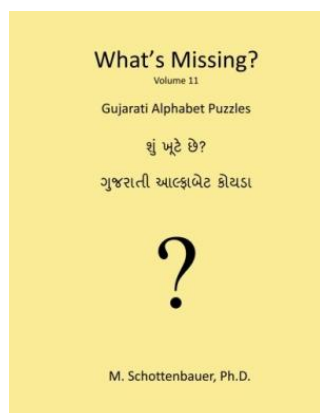 What's Missing?
Volume 11
Gujarati Alphabet Puzzles
શું ખૂટે છે?
ગુજરાતી આલ્ફાબેટ કોયડા
?
M. Schottenbauer, Ph.D.